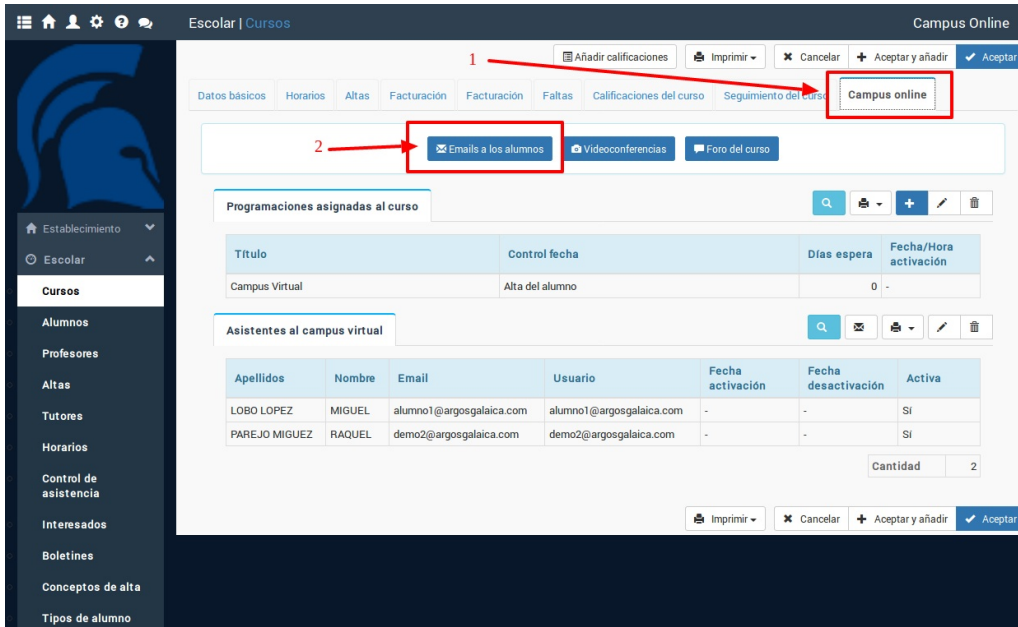 Escolar | Cursos
Campus Online
1
Añadir calificaciones
Imprimir
Cancelar
Aceptar y añadir
Aceptar
Datos básicos
Horarios
Altas
Facturación
Facturación
Faltas
Calificaciones del curso
Seguimiento del curso
Campus online
2
Emails a los alumnos
Videoconferencias
Foro del curso
Programaciones asignadas al curso
Título
Control fecha
Días espera
Fecha/Hora
activación
Campus Virtual
Alta del alumno
0
-
Asistentes al campus virtual
Apellidos
Nombre
Email
Usuario
Fecha
activación
Fecha
desactivación
Activa
LOBO LOPEZ
MIGUEL
alumno1@argosgalaica.com
alumno1@argosgalaica.com
-
-
Sí
PAREJO MIGUEZ
RAQUEL
demo2@argosgalaica.com
demo2@argosgalaica.com
-
-
Sí
Cantidad
2
Imprimir
Cancelar
Aceptar y añadir
Aceptar
Establecimiento
Escolar
Cursos
Alumnos
Profesores
Altas
Tutores
Horarios
Control de
asistencia
Interesados
Boletines
Conceptos de alta
Tipos de alumno